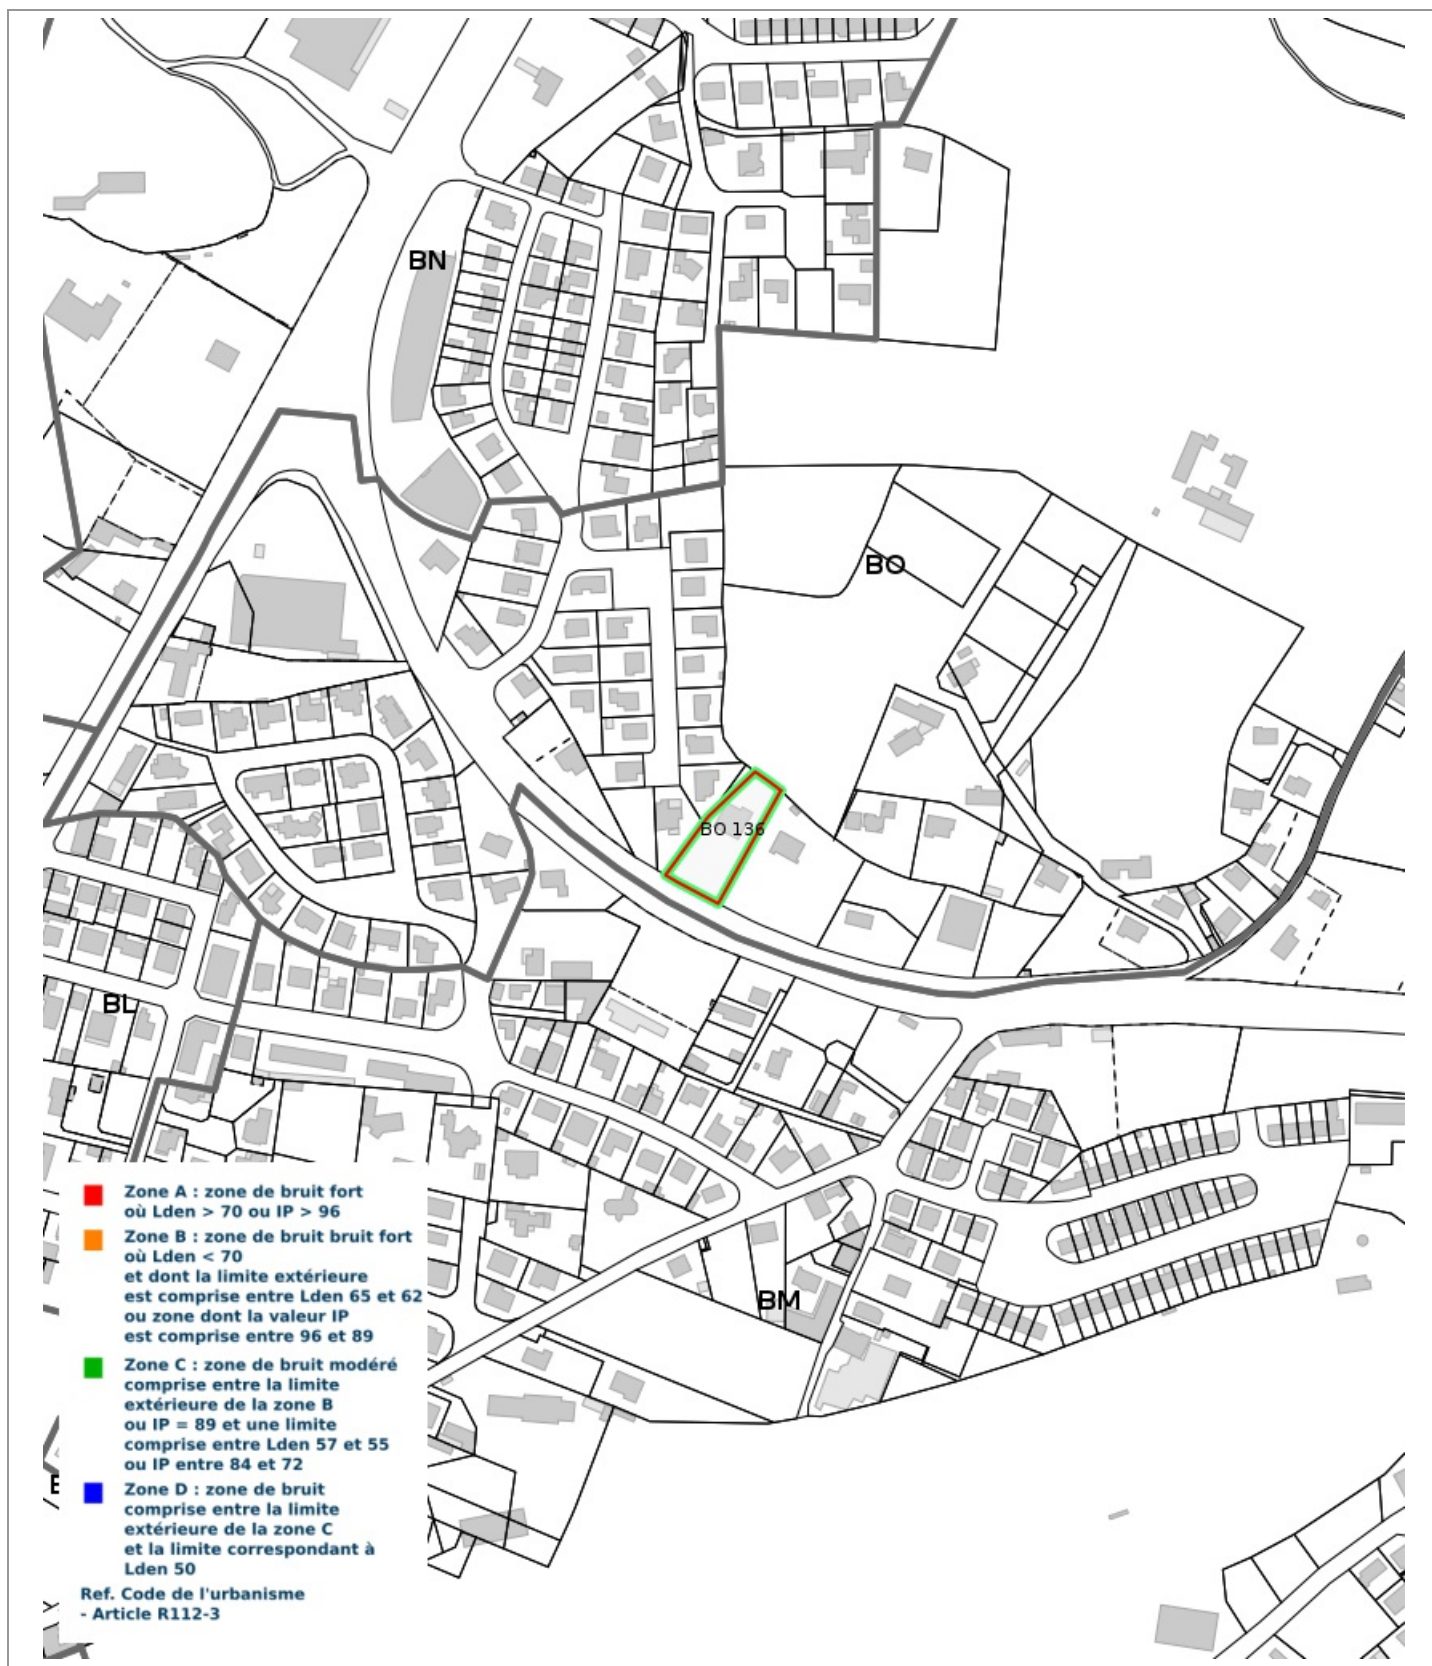 BN
BO
BO 136
BL
BM
Zone A : zone de bruit fort
où Lden > 70 ou IP > 96
Zone B : zone de bruit bruit fort
où Lden < 70
et dont la limite extérieure
est comprise entre Lden 65 et 62
ou zone dont la valeur IP
est comprise entre 96 et 89
Zone C : zone de bruit modéré
comprise entre la limite
extérieure de la zone B
ou IP = 89 et une limite
comprise entre Lden 57 et 55
ou IP entre 84 et 72
Zone D : zone de bruit
comprise entre la limite
extérieure de la zone C
et la limite correspondant à
Lden 50
Ref. Code de l'urbanisme
- Article R112-3